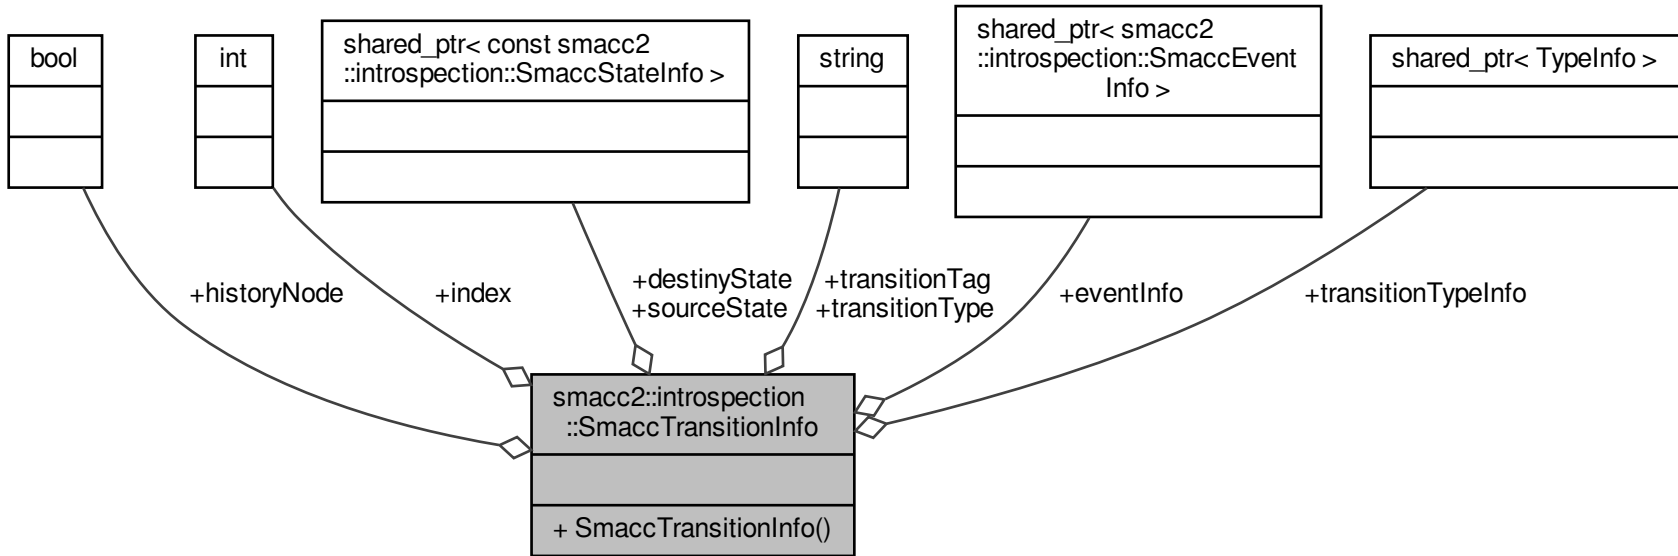 bool
int
shared_ptr< const smacc2
::introspection::SmaccStateInfo >
string
shared_ptr< smacc2
::introspection::SmaccEvent
Info >
shared_ptr< TypeInfo >
+historyNode
+index
+destinyState
+sourceState
+transitionTag
+transitionType
+eventInfo
+transitionTypeInfo
smacc2::introspection
::SmaccTransitionInfo
+ SmaccTransitionInfo()